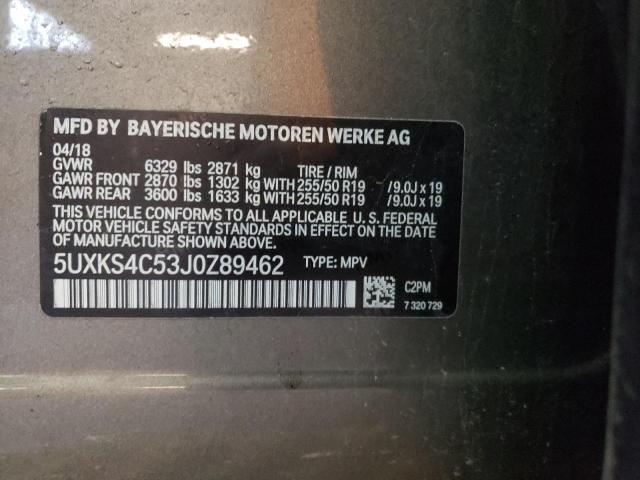 MFD BY BAYERISCHE MOTOREN WERKE AG
04/18
GVWR 6329 lbs 2871 kg TIRE / RIM
GAWR FRONT 2870 lbs 1302 kg WITH 255/50 R19 /9.0J x 19
GAWR REAR 3600 lbs 1633 kg WITH 255/50 R19 /9.0J x 19
THIS VEHICLE CONFORMS TO ALL APPLICABLE U. S. FEDERAL
MOTOR VEHICLE SAFETY STANDARDS IN EFFECT ON THE
DATE OF MANUFACTURE SHOWN ABOVE.
5UXKS4C53J0Z89462 TYPE: MPV
C2PM
7 320 729